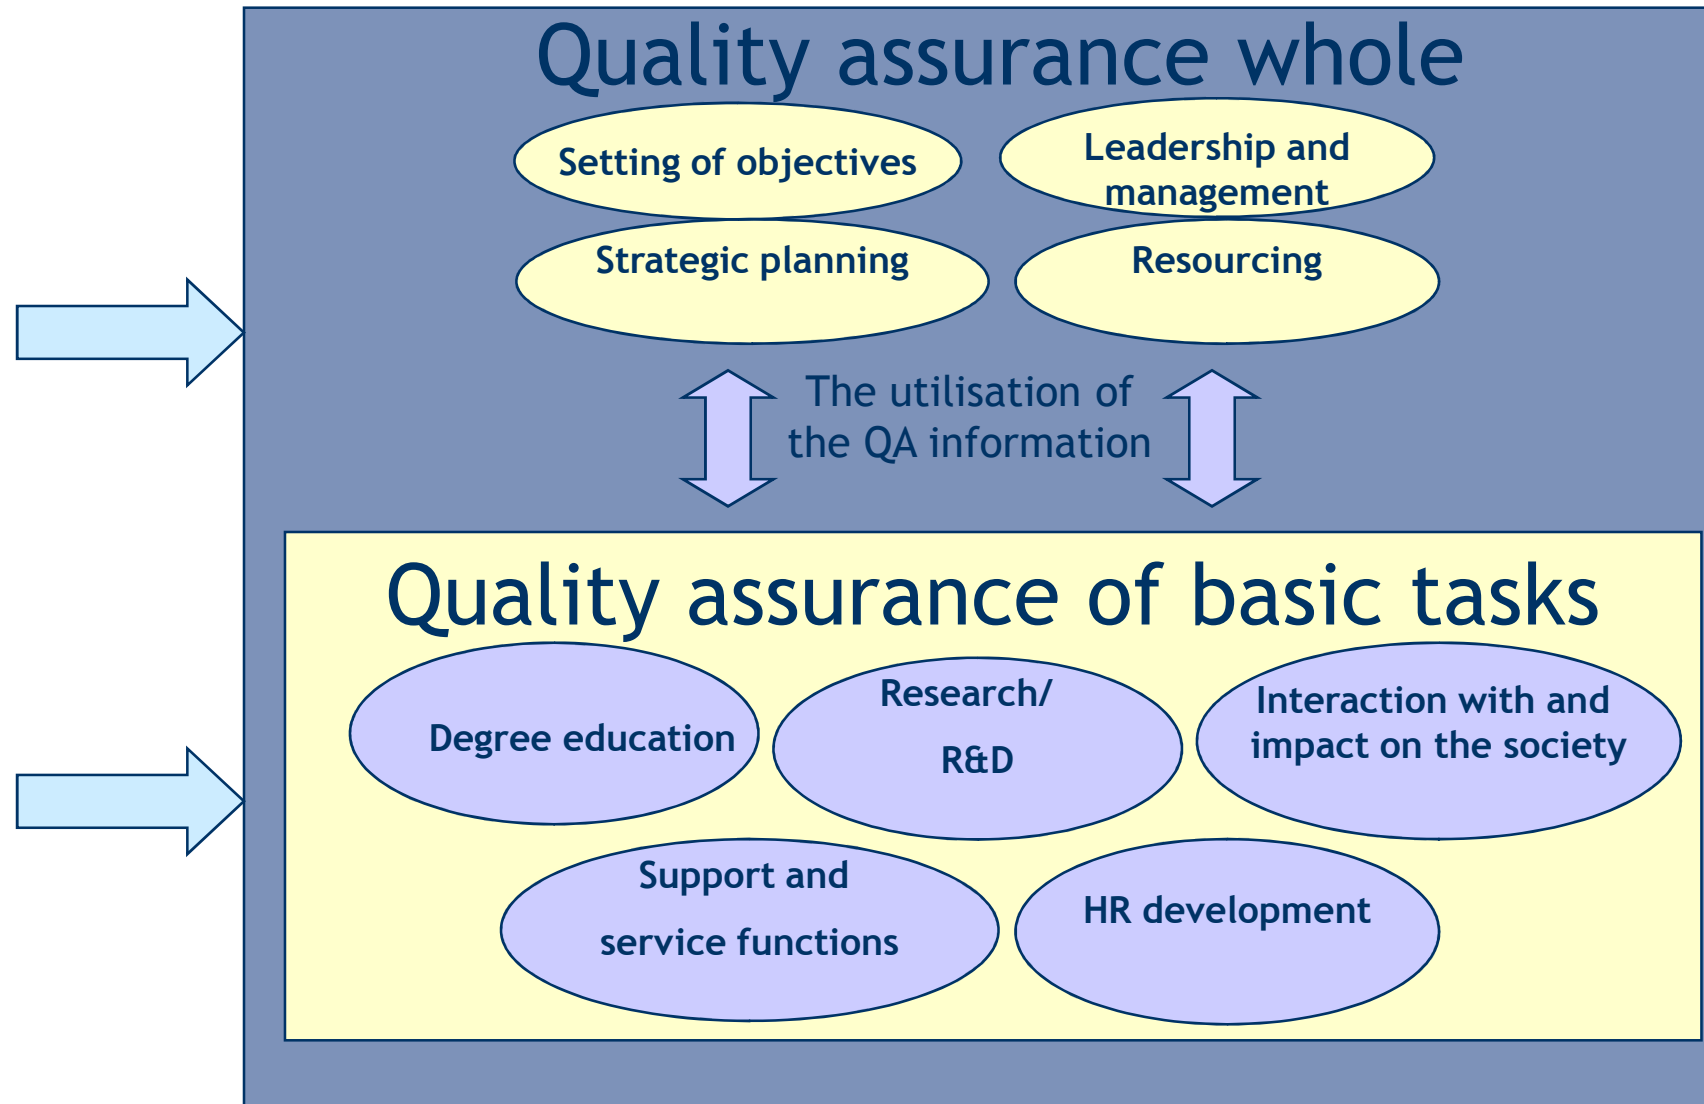 Quality assurance whole
Setting of objectives
Leadership and
management
Strategic planning
Resourcing
The utilisation of
the QA information
Quality assurance of basic tasks
Degree education
Research/
R&D
Interaction with and
impact on the society
Support and
service functions
HR development